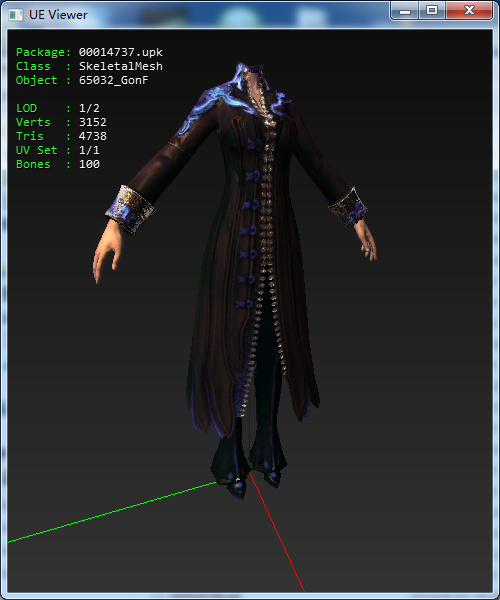 UE Viewer
Package: 00014737.upk
Class : SkeletalMesh
Object : 65032_GonF
LOD : 1/2
Verts : 3152
Tris : 4738
UV Set : 1/1
Bones : 100